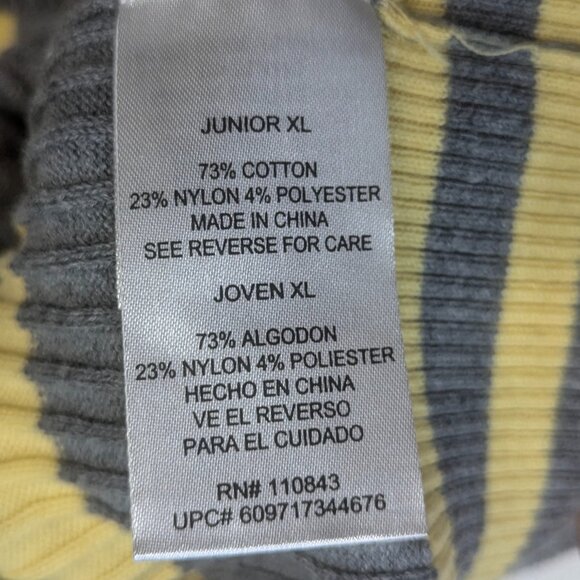 JUNIOR XL
73% COTTON
23% NYLON 4% POLYESTER
MADE IN CHINA
SEE REVERSE FOR CARE
JOVEN XL
73% ALGODON
23% NYLON 4% POLIESTER
HECHO EN CHINA
VE EL REVERSO
PARA EL CUIDADO
RN# 110843
UPC# 609717344676